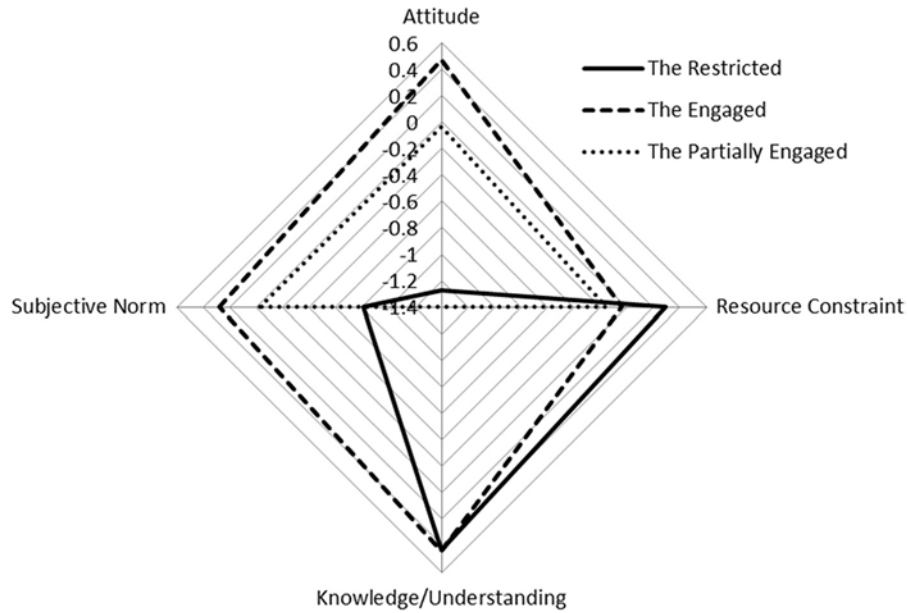 Attitude
0.6
0.4
0.2
0
-0.2
-0.4
-0.6
-0.8
-1
-1.2
-1.4
The Restricted
The Engaged
The Partially Engaged
Subjective Norm
Resource Constraint
Knowledge/Understanding